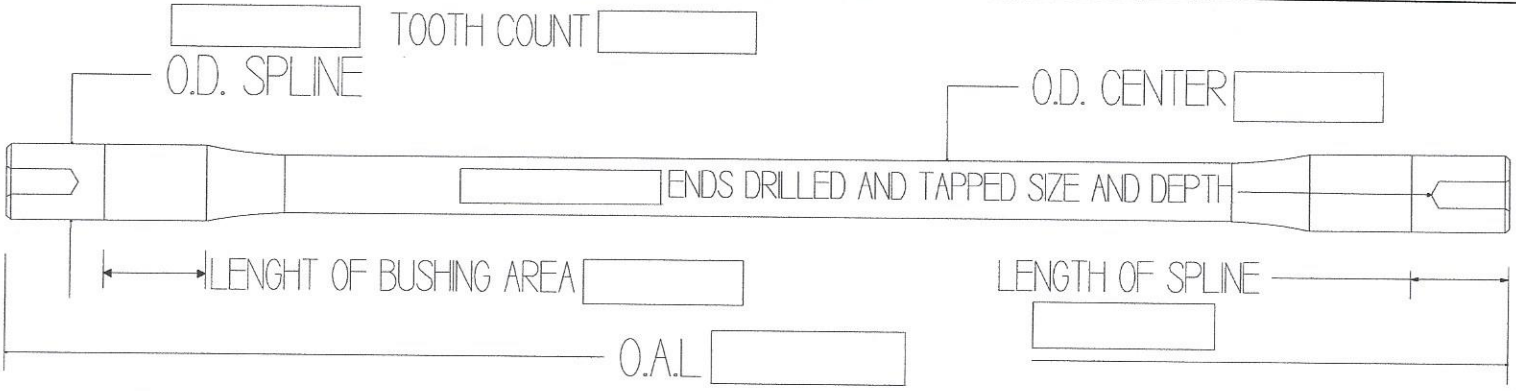 TOOTH COUNT
O.D. SPLINE
O.D. CENTER
ENDS DRILLED AND TAPPED SIZE AND DEPTH
LENGHT OF BUSHING AREA
LENGTH OF SPLINE
O.A.L